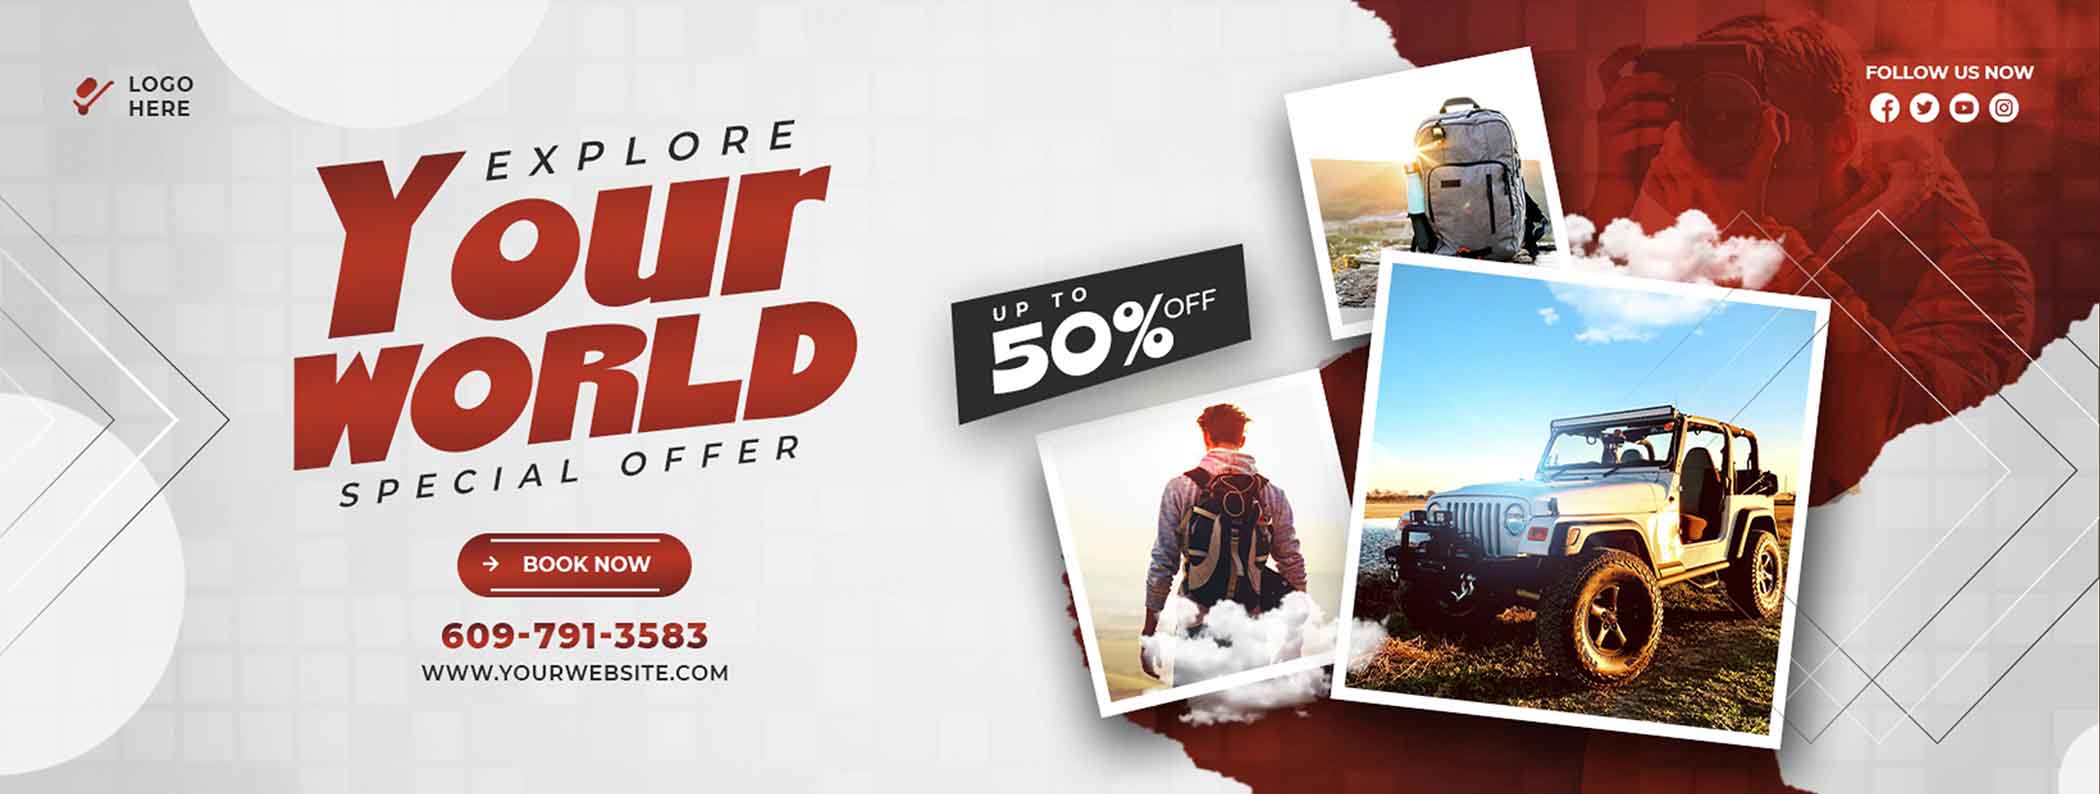 LOGO
HERE
EXPLORE
Your
WORLD
SPECIAL OFFER
BOOK NOW
609-791-3583
WWW.YOURWEBSITE.COM
UP TO
50% OFF
FOLLOW US NOW